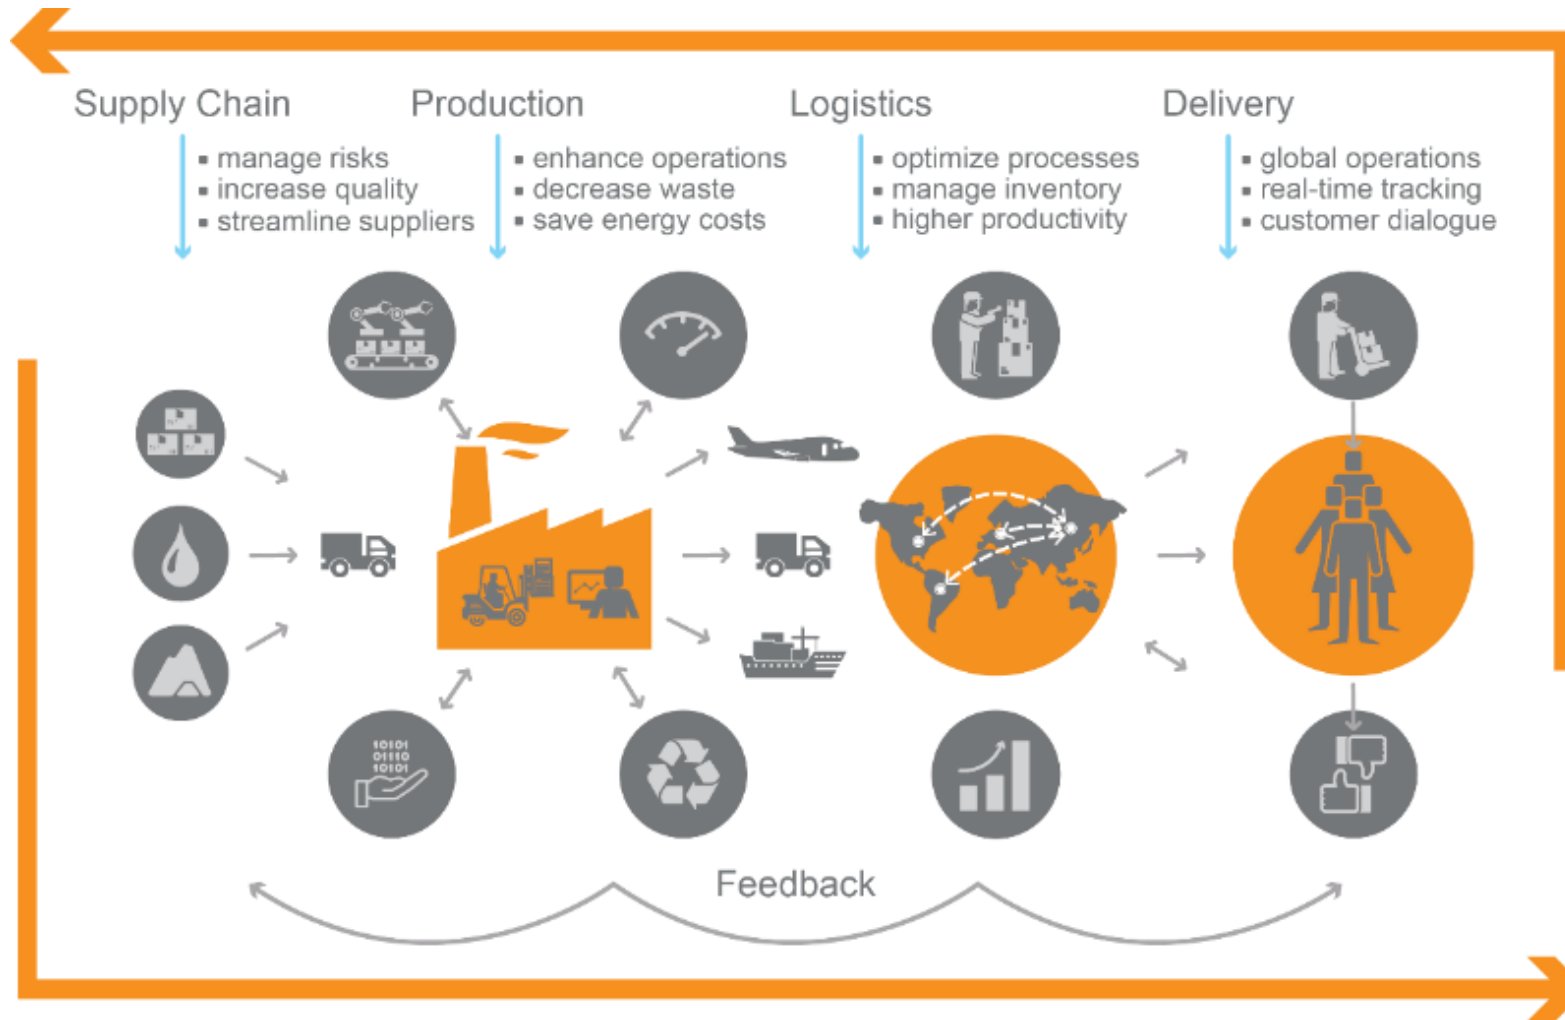 Supply Chain
▪ manage risks
▪ increase quality
▪ streamline suppliers
Production
▪ enhance operations
▪ decrease waste
▪ save energy costs
Logistics
▪ optimize processes
▪ manage inventory
▪ higher productivity
Delivery
▪ global operations
▪ real-time tracking
▪ customer dialogue
10101
01110
10101
Feedback